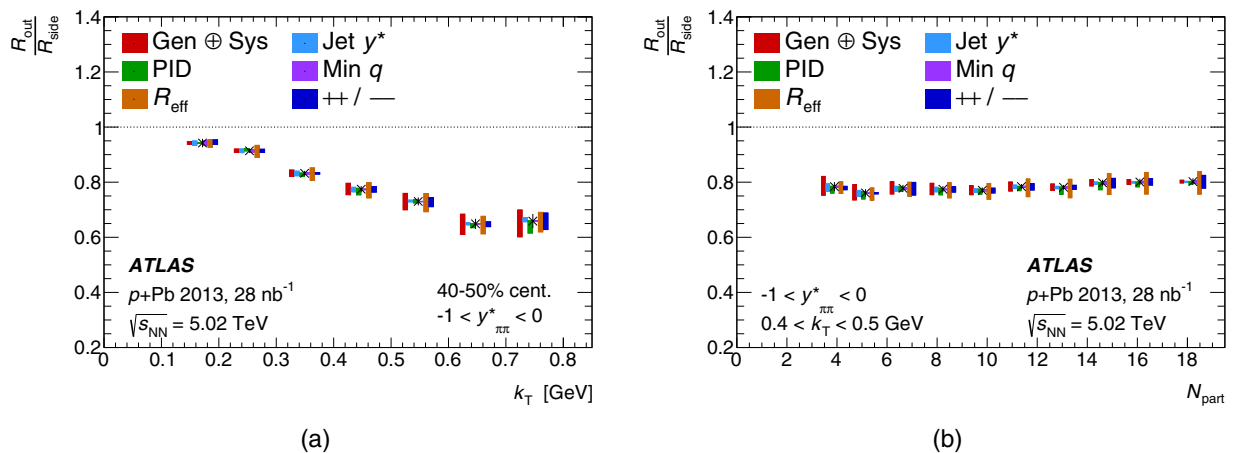 R_out / R_side
1.4
1.2
1
0.8
0.6
0.4
0.2
Gen ⊕ Sys
Jet y*
PID
Min q
R_eff
++ / −−
ATLAS
p+Pb 2013, 28 nb⁻¹
√s_NN = 5.02 TeV
40-50% cent.
-1 < y*_ππ < 0
0 0.1 0.2 0.3 0.4 0.5 0.6 0.7 0.8
k_T [GeV]
(a)
R_out / R_side
1.4
1.2
1
0.8
0.6
0.4
0.2
Gen ⊕ Sys
Jet y*
PID
Min q
R_eff
++ / −−
-1 < y*_ππ < 0
0.4 < k_T < 0.5 GeV
ATLAS
p+Pb 2013, 28 nb⁻¹
√s_NN = 5.02 TeV
0 2 4 6 8 10 12 14 16 18
N_part
(b)